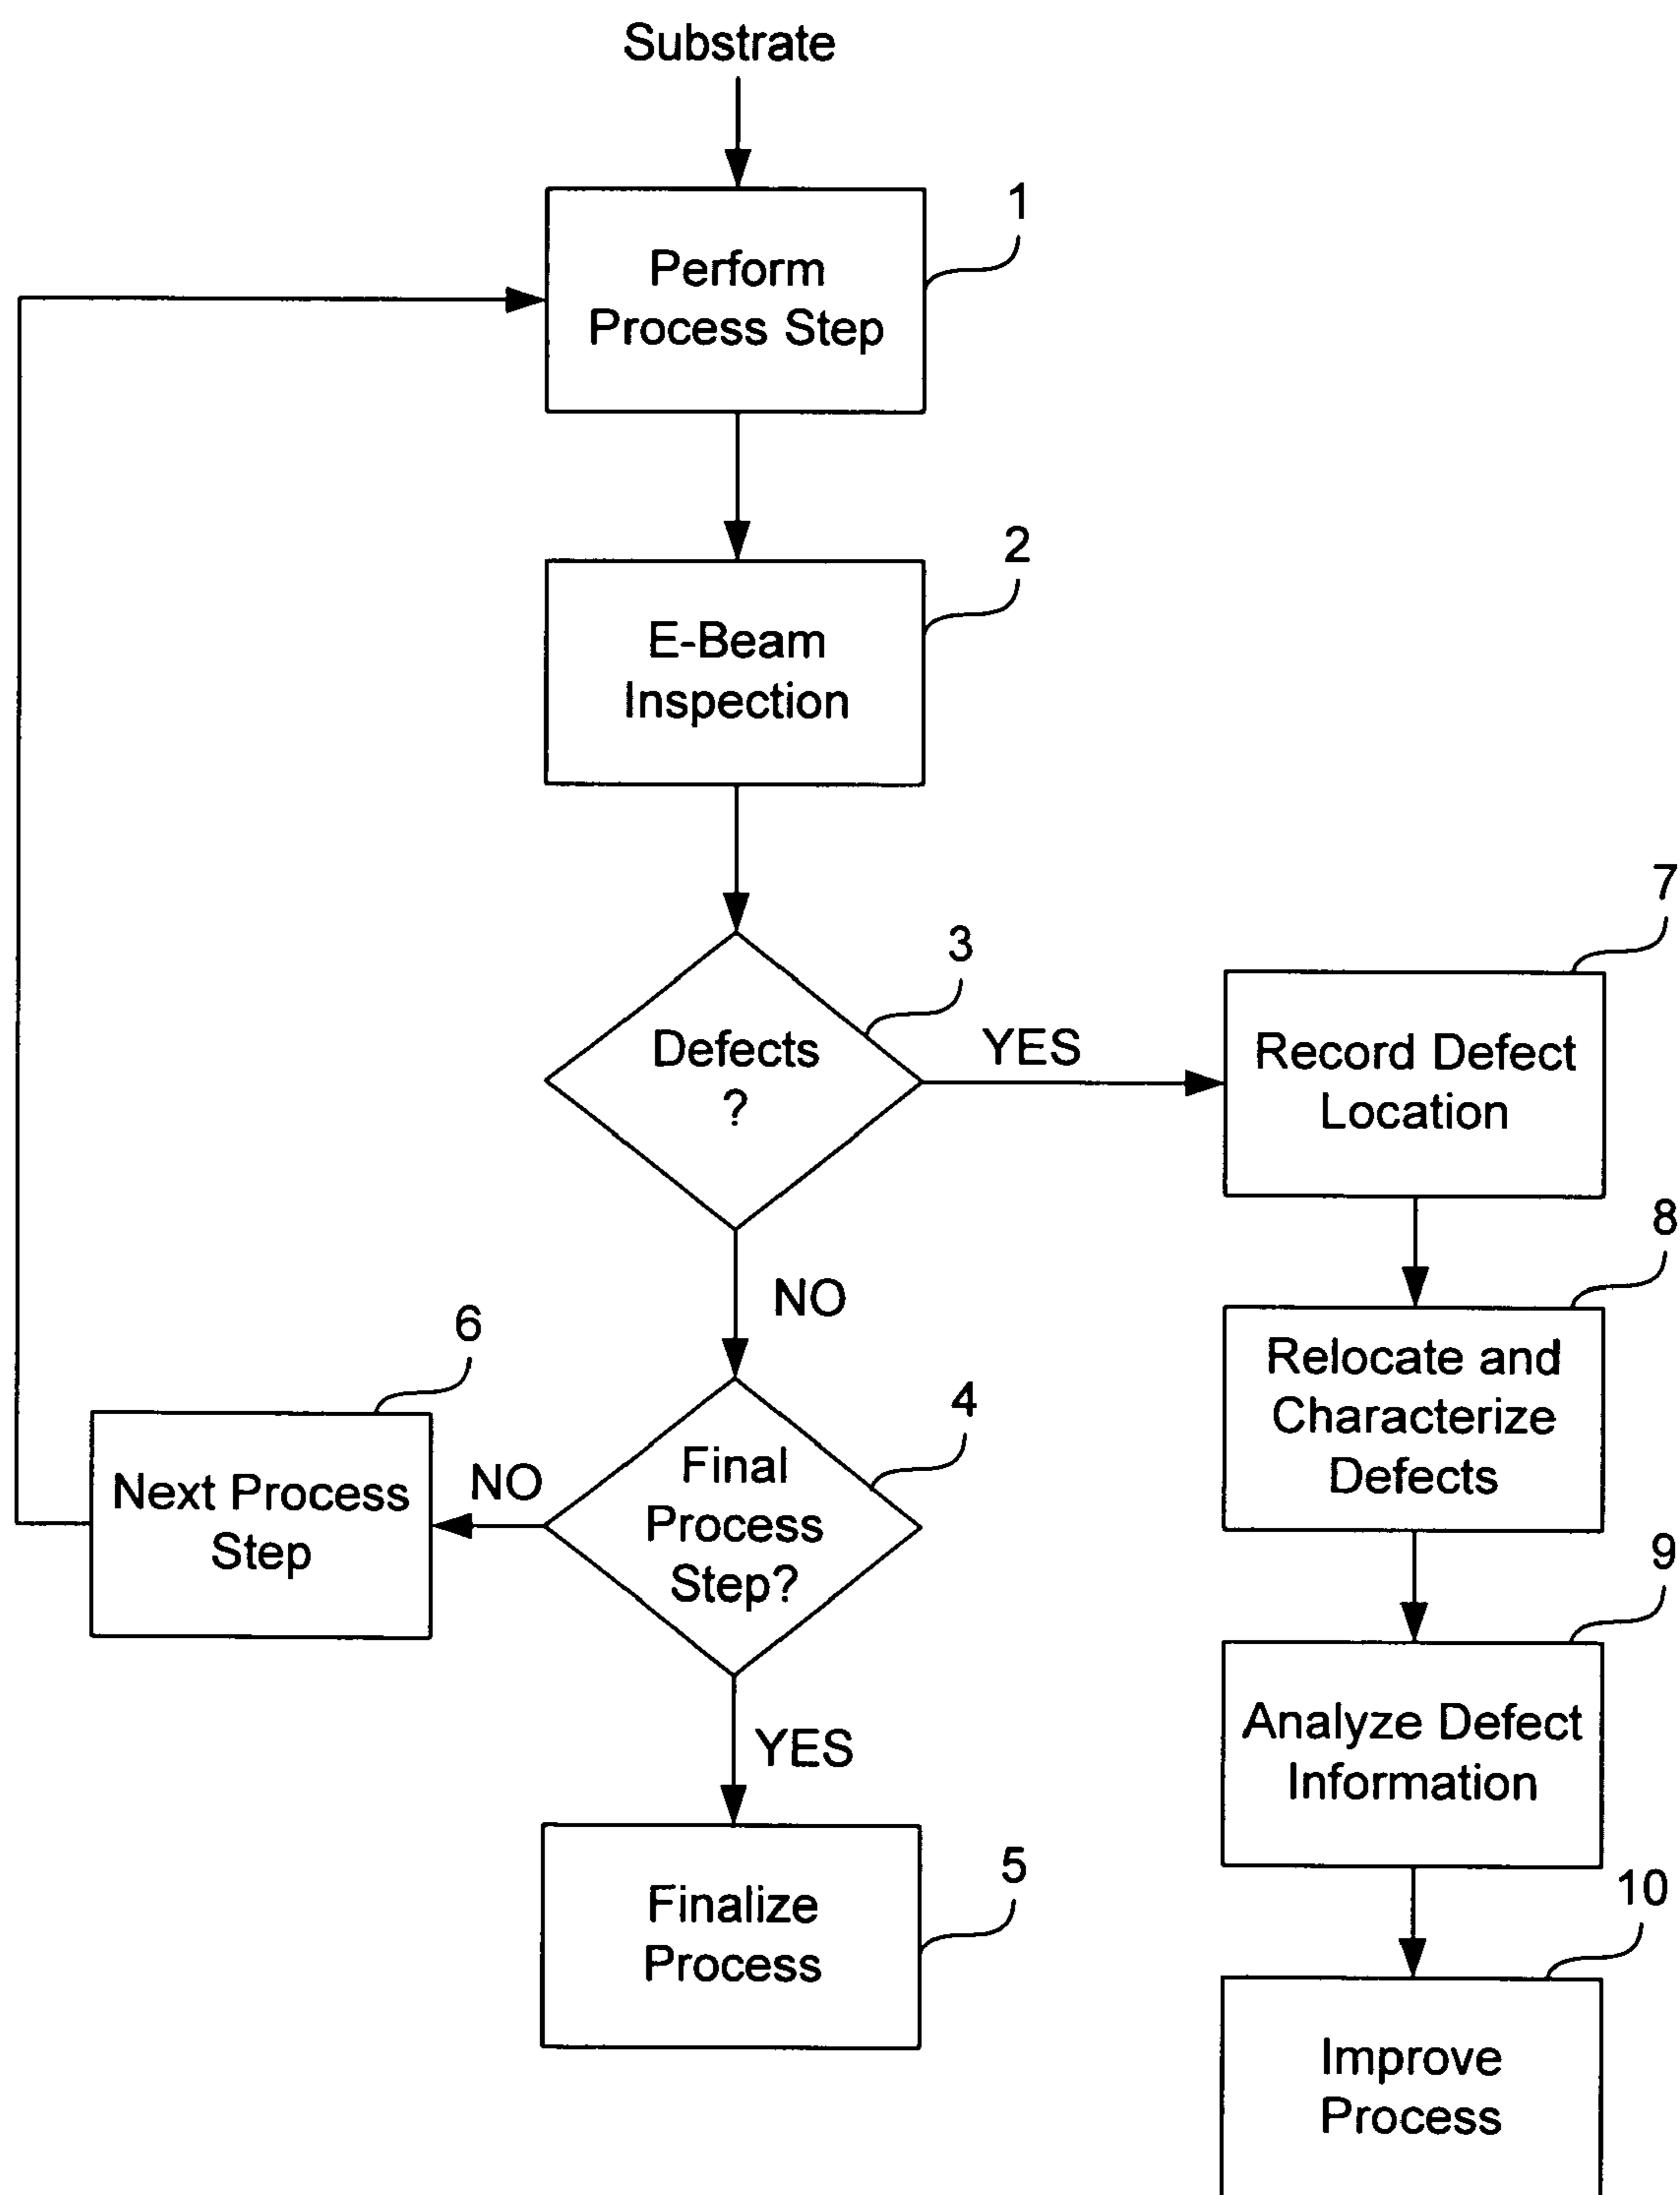 Substrate
1
Perform
Process Step
2
E-Beam
Inspection
3
Defects
?
YES
NO
4
Final
Process
Step?
NO
6
Next Process
Step
YES
5
Finalize
Process
7
Record Defect
Location
8
Relocate and
Characterize
Defects
9
Analyze Defect
Information
10
Improve
Process